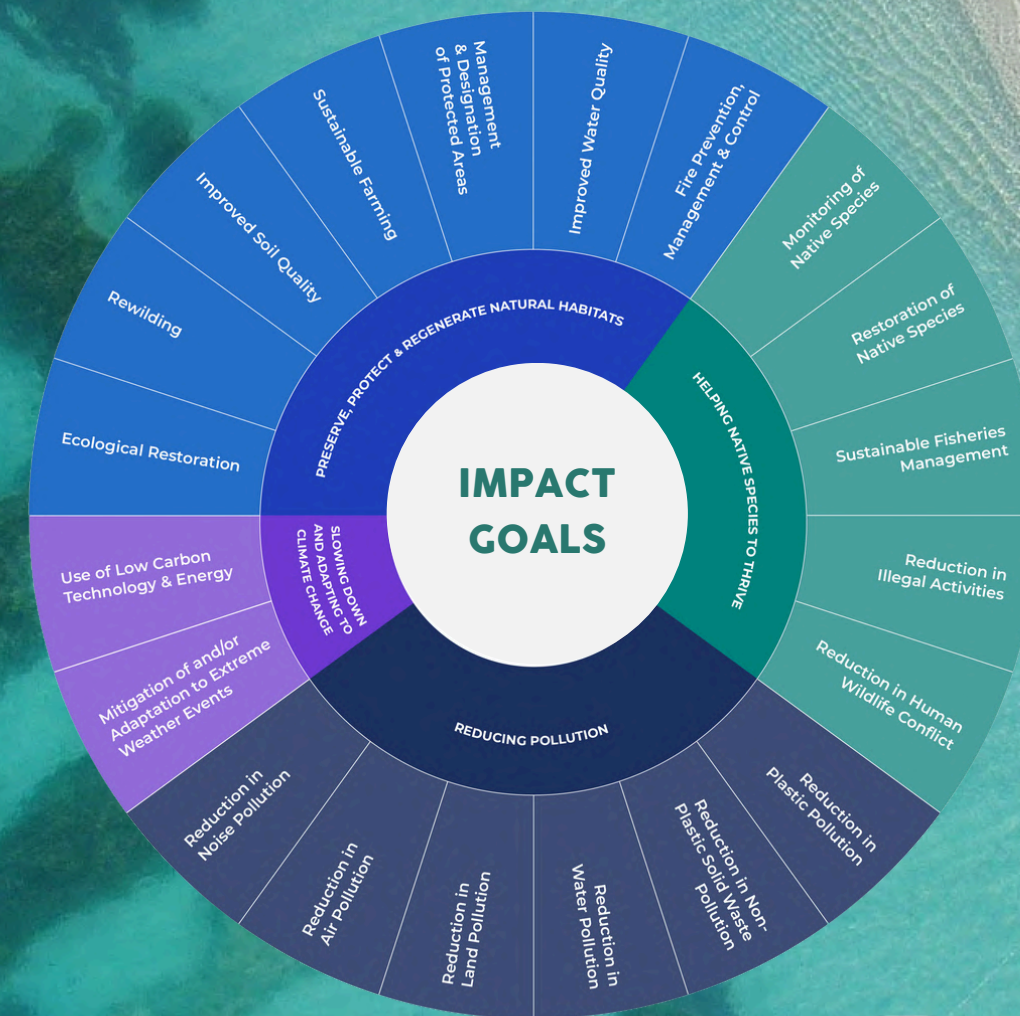 IMPACT
GOALS
PRESERVE, PROTECT & REGENERATE NATURAL HABITATS
Ecological Restoration
Rewilding
Improved Soil Quality
Sustainable Farming
Management
& Designation
of Protected Areas
Improved Water Quality
Fire Prevention,
Management & Control
HELPING NATIVE SPECIES TO THRIVE
Monitoring of
Native Species
Restoration of
Native Species
Sustainable Fisheries
Management
Reduction in
Illegal Activities
Reduction in Human
Wildlife Conflict
REDUCING POLLUTION
Reduction in
Plastic Pollution
Reduction in Non-
Plastic Solid Waste
Pollution
Reduction in
Water Pollution
Reduction in
Land Pollution
Reduction in
Air Pollution
Reduction in
Noise Pollution
SLOWING DOWN
AND ADAPTING TO
CLIMATE CHANGE
Mitigation of and/or
Adaptation to Extreme
Weather Events
Use of Low Carbon
Technology & Energy